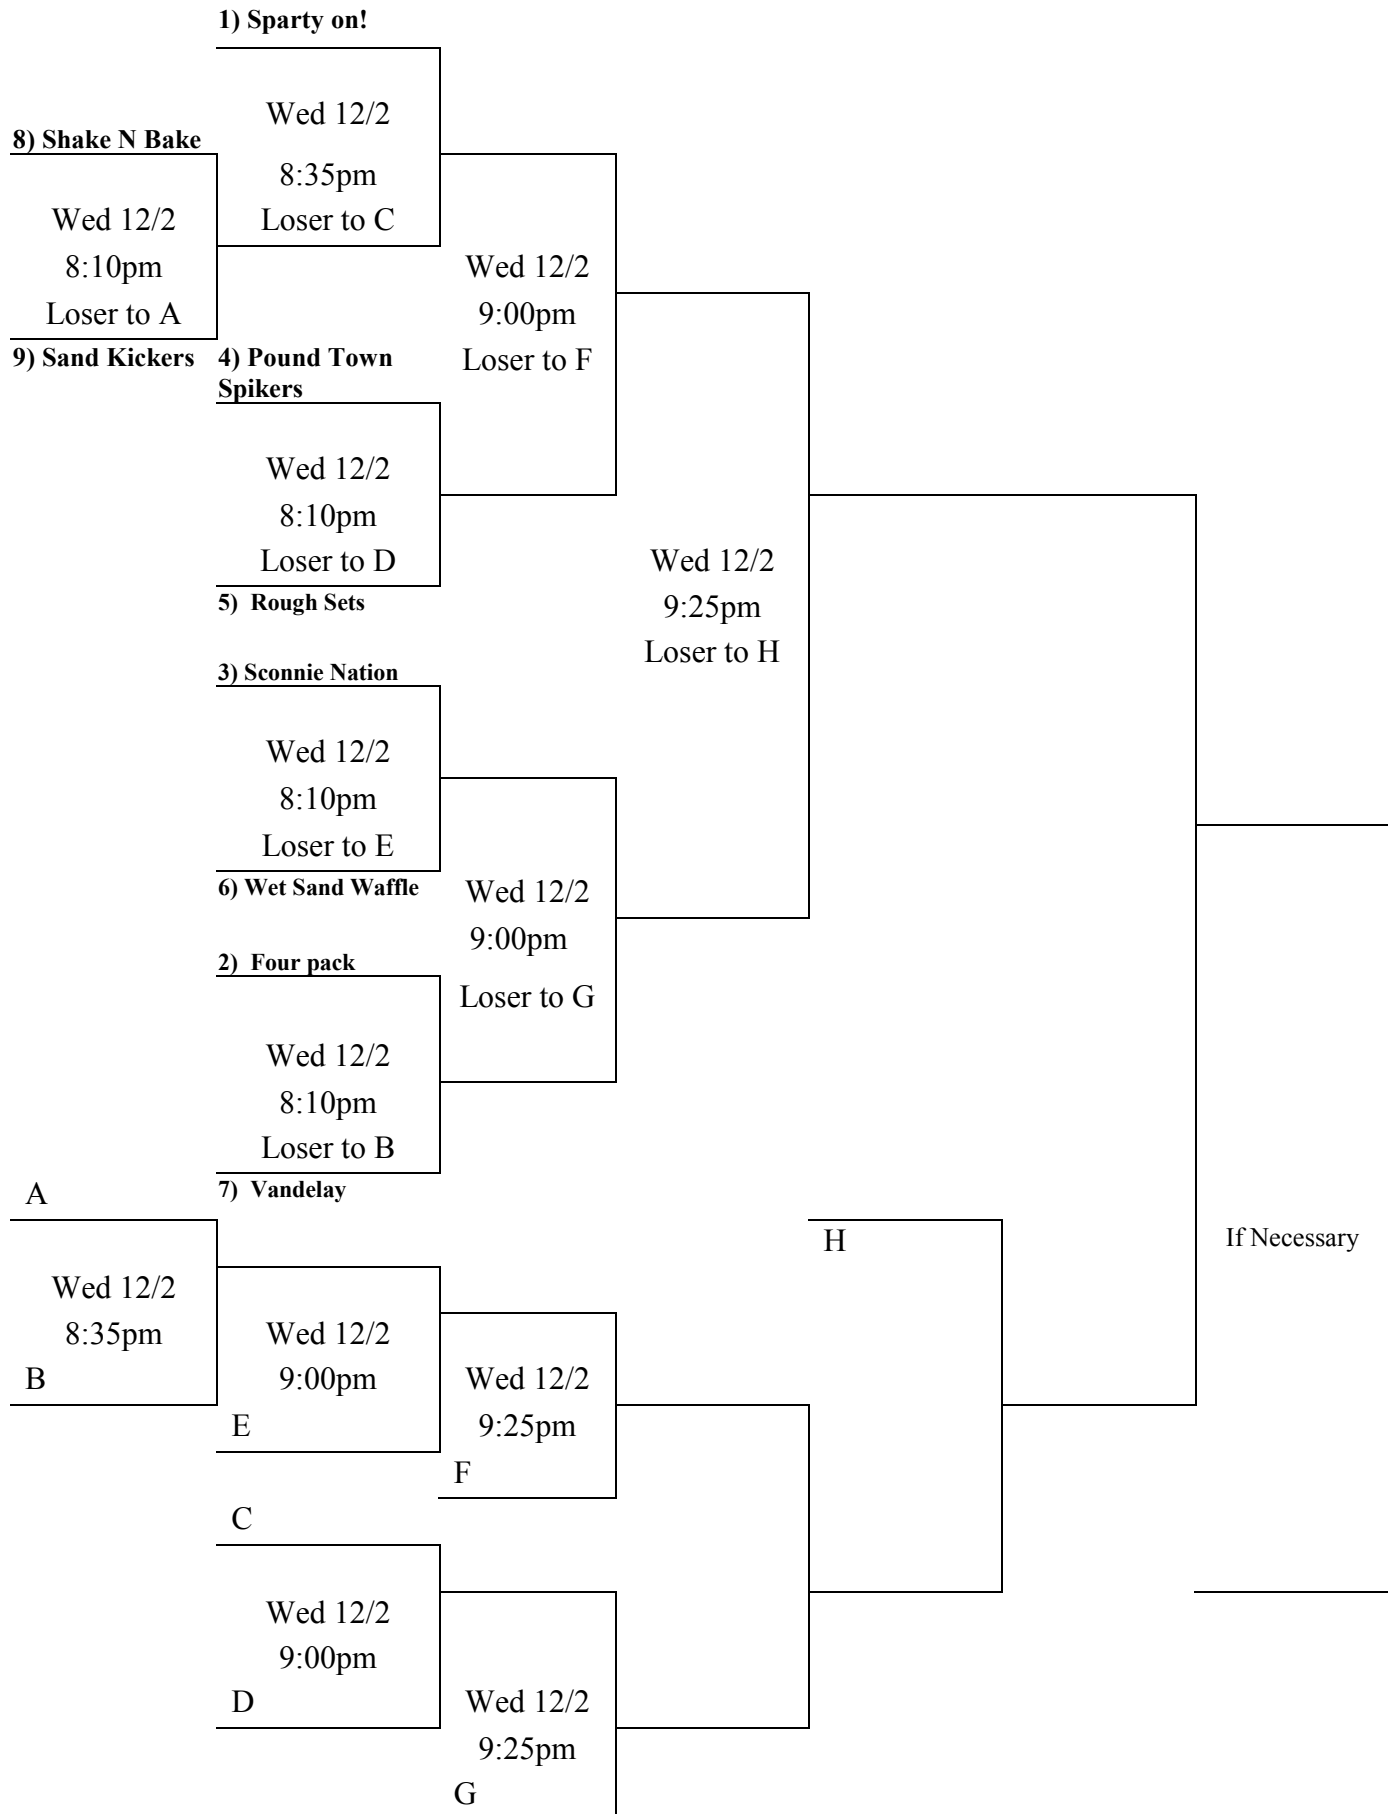 1) Sparty on!
Wed 12/2
8:35pm
Loser to C
8) Shake N Bake
Wed 12/2
8:10pm
Loser to A
9) Sand Kickers
Wed 12/2
9:00pm
Loser to F
4) Pound Town
Spikers
Wed 12/2
8:10pm
Loser to D
5) Rough Sets
Wed 12/2
9:25pm
Loser to H
3) Sconnie Nation
Wed 12/2
8:10pm
Loser to E
6) Wet Sand Waffle
Wed 12/2
9:00pm
Loser to G
2) Four pack
Wed 12/2
8:10pm
Loser to B
7) Vandelay
A
Wed 12/2
8:35pm
B
H
If Necessary
Wed 12/2
9:00pm
E
Wed 12/2
9:25pm
F
C
Wed 12/2
9:00pm
D
Wed 12/2
9:25pm
G